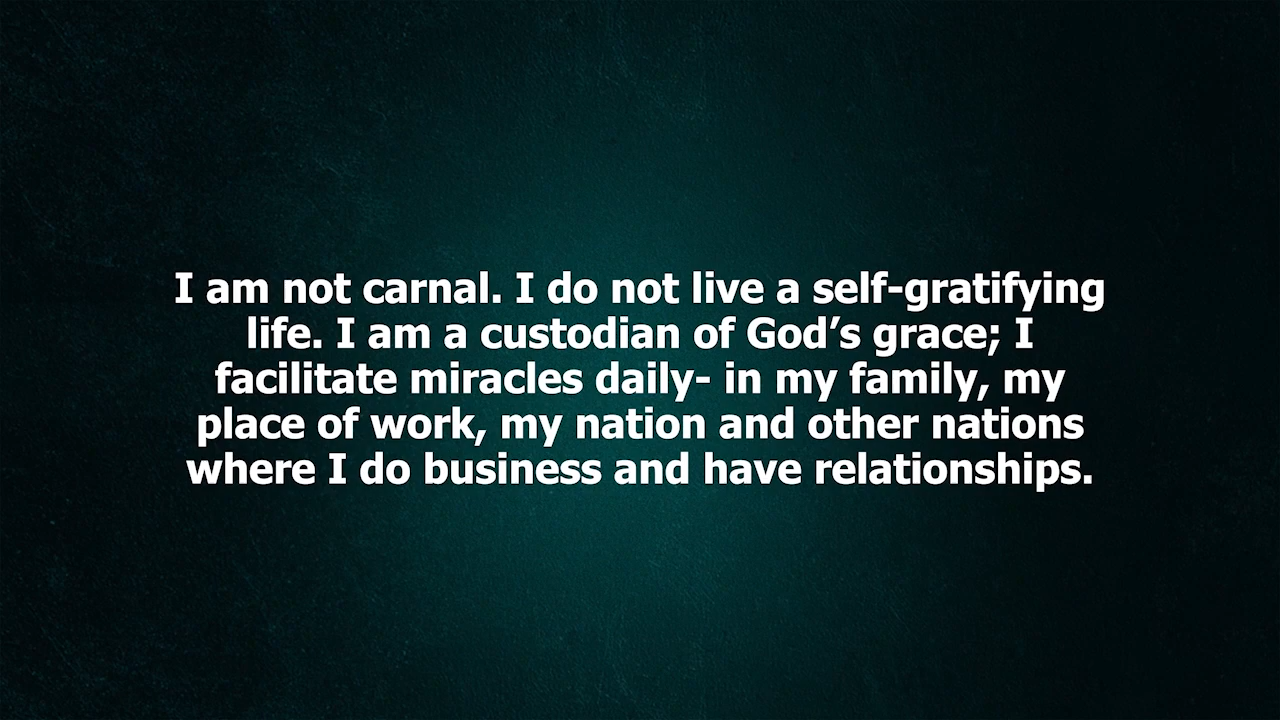 I am not carnal. I do not live a self-gratifying
life. I am a custodian of God’s grace; I
facilitate miracles daily- in my family, my
place of work, my nation and other nations
where I do business and have relationships.